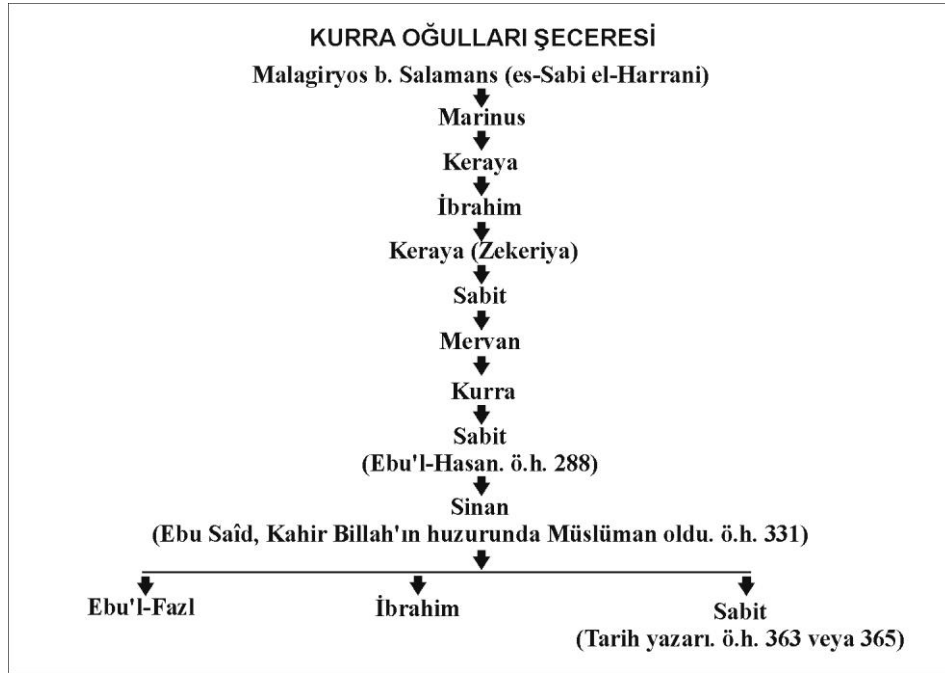 KURRA OĞULLARI ŞECERESİ
Malagiryos b. Salamans (es-Sabi el-Harrani)
Marinus
Keraya
İbrahim
Keraya (Zekeriya)
Sabit
Mervan
Kurra
Sabit
(Ebu'l-Hasan. ö.h. 288)
Sinan
(Ebu Saîd, Kahir Billah'ın huzurunda Müslüman oldu. ö.h. 331)
Ebu'l-Fazl İbrahim Sabit
(Tarih yazarı. ö.h. 363 veya 365)